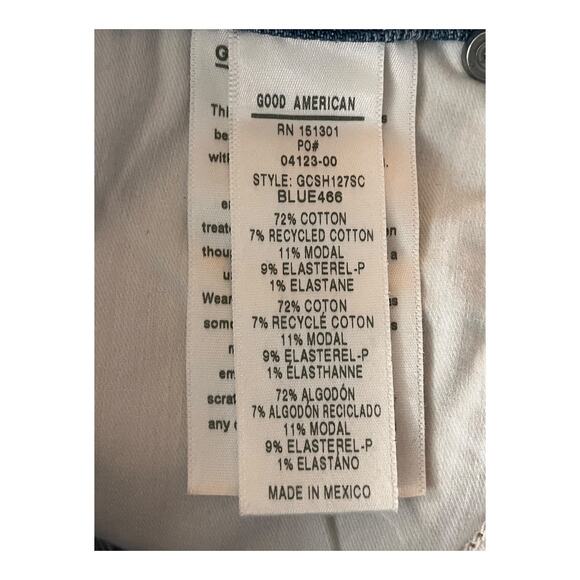 GOOD AMERICAN
RN 151301
PO#
04123-00
STYLE: GCSH127SC
BLUE466
72% COTTON
7% RECYCLED COTTON
11% MODAL
9% ELASTEREL-P
1% ELASTANE
72% COTON
7% RECYCLÉ COTON
11% MODAL
9% ELASTEREL-P
1% ÉLASTHANNE
72% ALGODÓN
7% ALGODÓN RECICLADO
11% MODAL
9% ELASTEREL-P
1% ELASTÁNO
MADE IN MEXICO